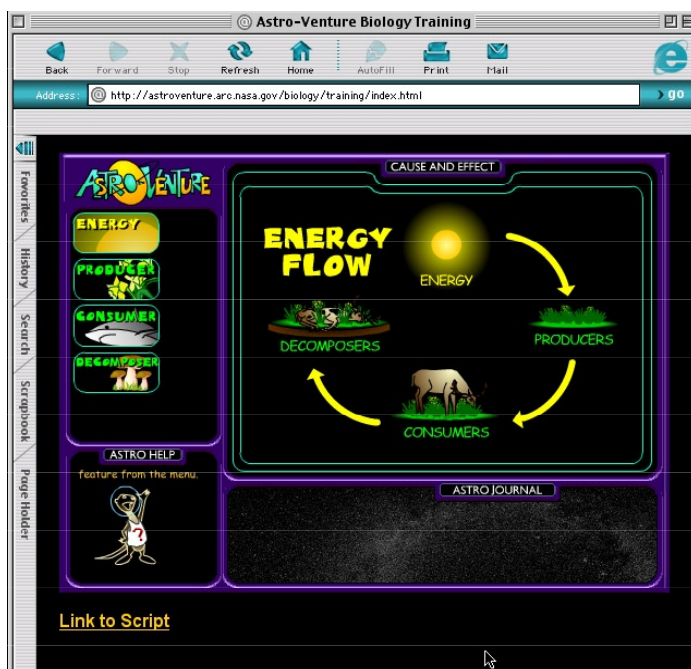 @ Astro-Venture Biology Training
Back Forward Stop Refresh Home AutoFill Print Mail
Address: @ http://astroventure.arc.nasa.gov/biology/training/index.html go
Favorites
History
Search
Scrapbook
Page Holder
ASTRO-VENTURE
ENERGY
PRODUCER
CONSUMER
DECOMPOSER
ASTRO HELP
feature from the menu.
?
CAUSE AND EFFECT
ENERGY
FLOW
ENERGY
PRODUCERS
CONSUMERS
DECOMPOSERS
ASTRO JOURNAL
Link to Script